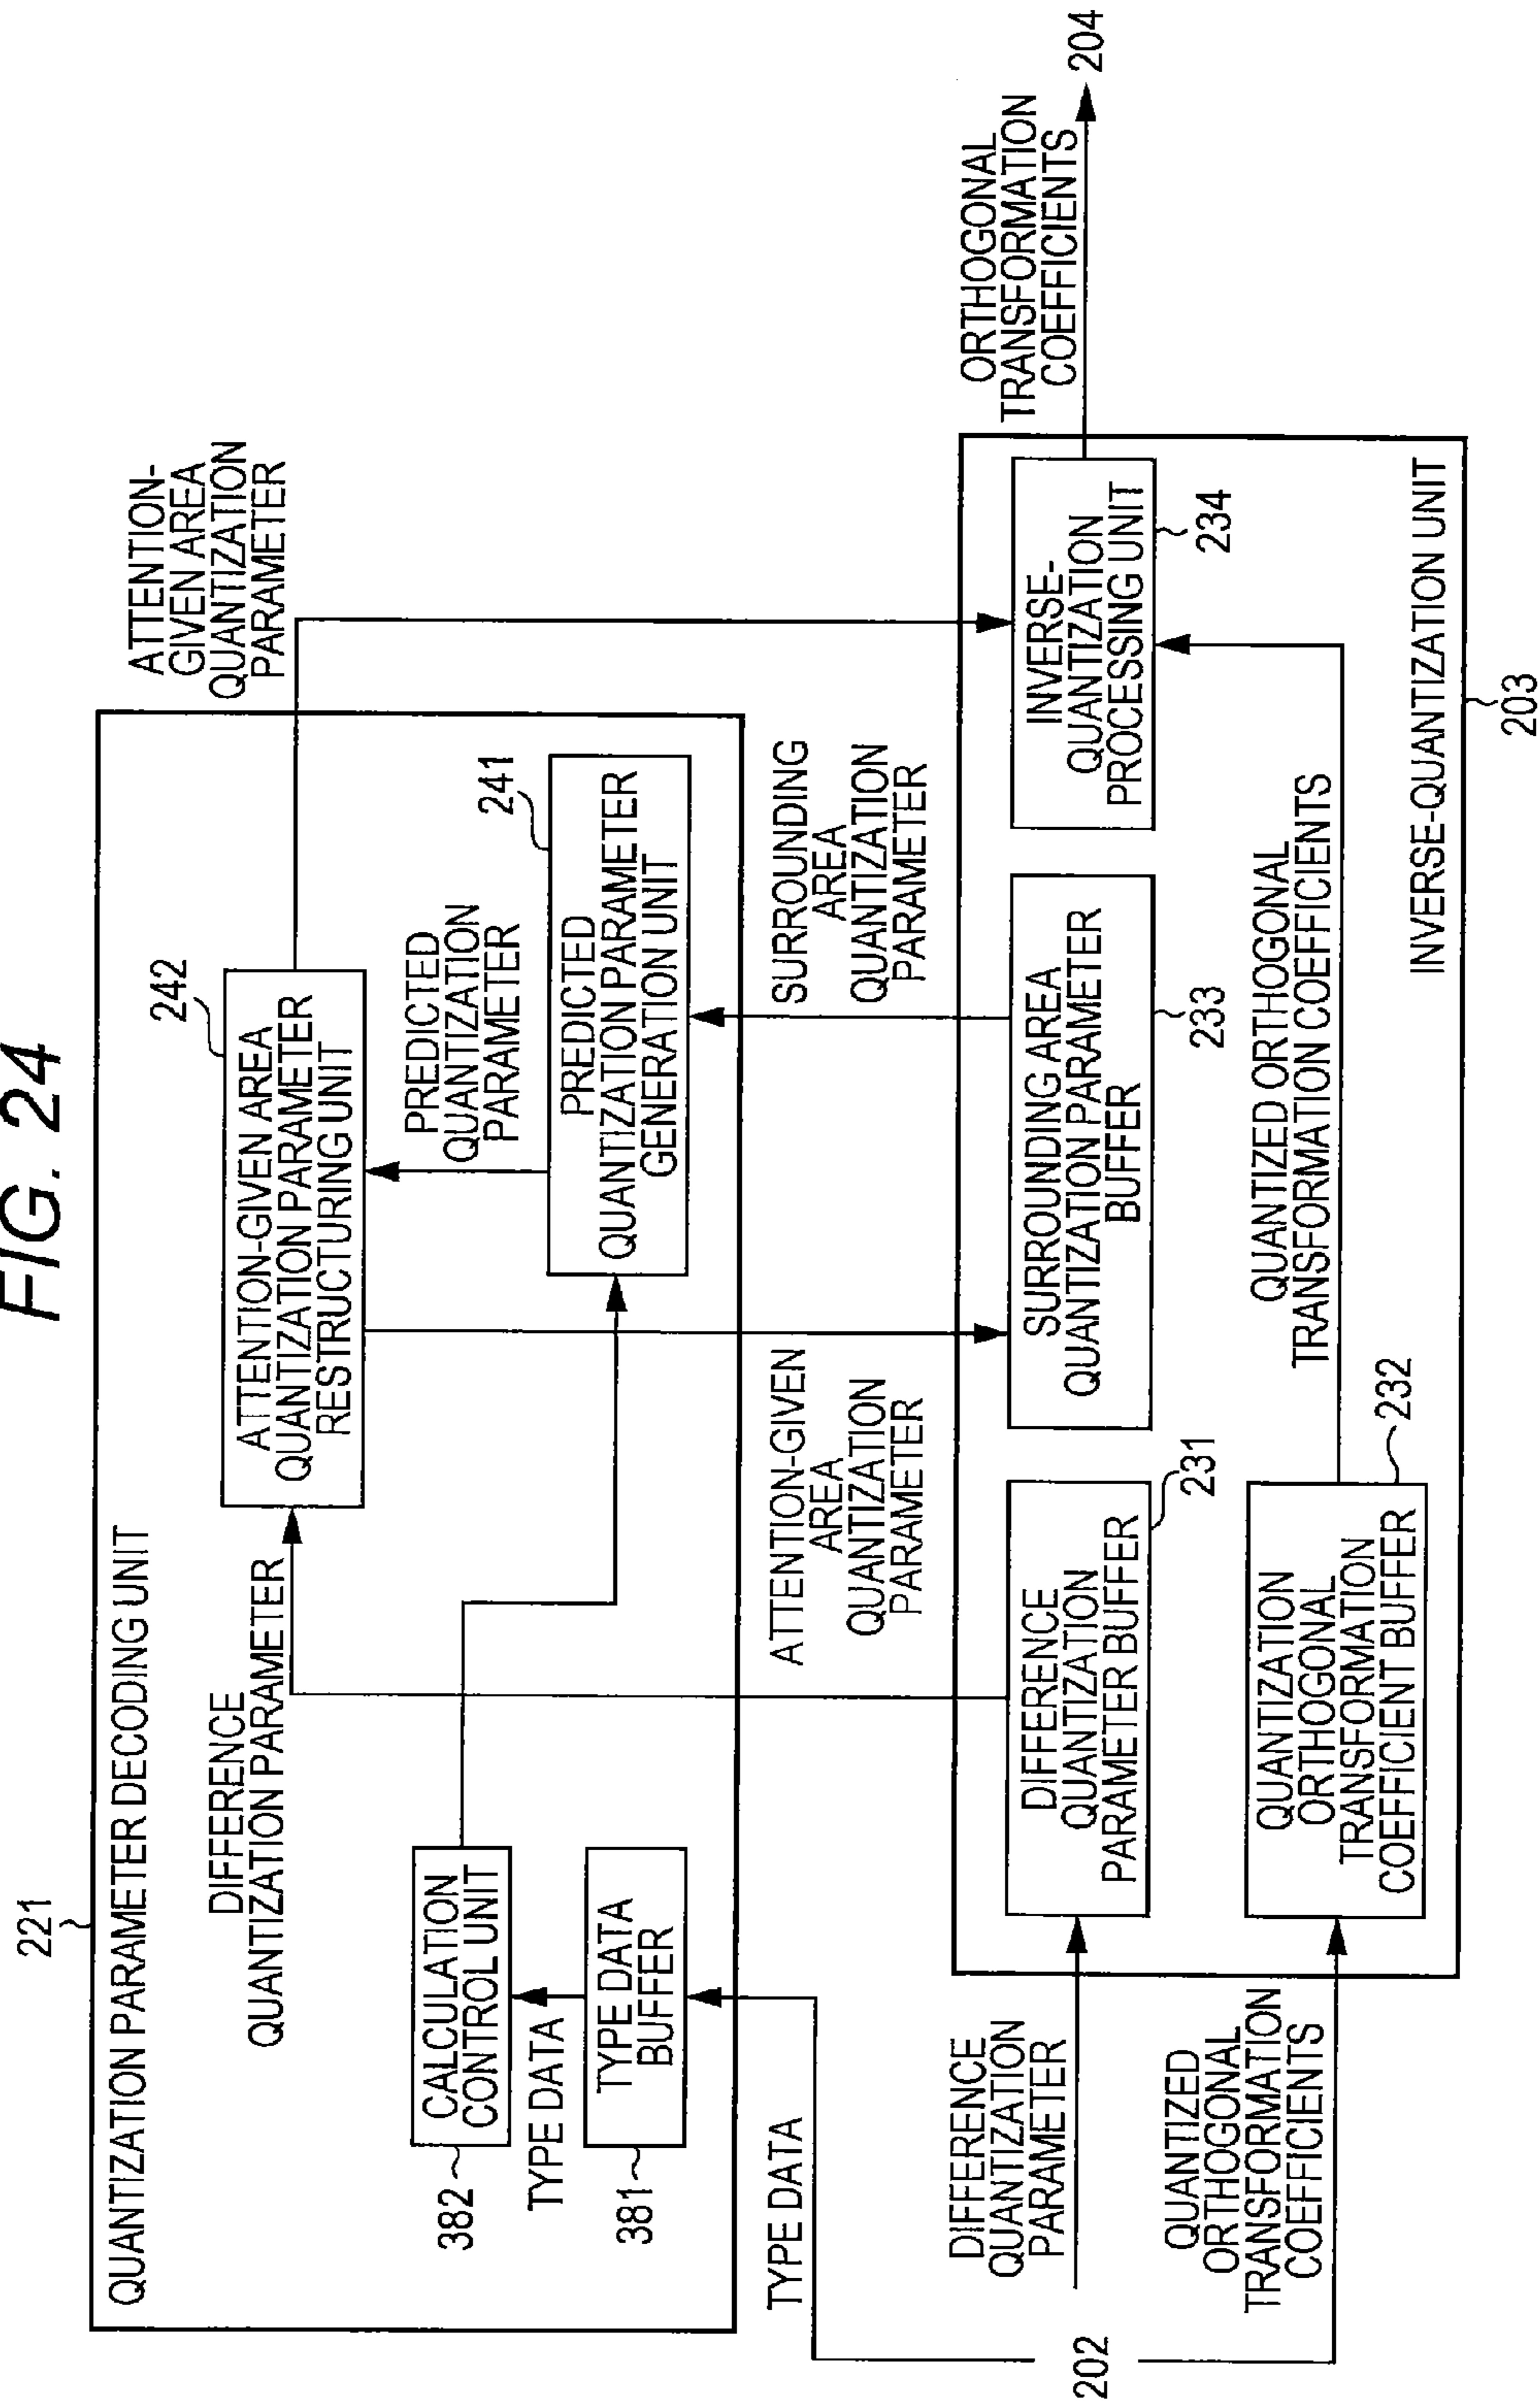 FIG. 24
221
QUANTIZATION PARAMETER DECODING UNIT
DIFFERENCE
QUANTIZATION PARAMETER
242
ATTENTION-GIVEN AREA
QUANTIZATION PARAMETER
RESTRUCTURING UNIT
ATTENTION-
GIVEN AREA
QUANTIZATION
PARAMETER
382
CALCULATION
CONTROL UNIT
TYPE DATA
381
TYPE DATA
BUFFER
PREDICTED
QUANTIZATION
PARAMETER
241
PREDICTED
QUANTIZATION PARAMETER
GENERATION UNIT
TYPE DATA
ATTENTION-GIVEN
AREA
QUANTIZATION
PARAMETER
SURROUNDING
AREA
QUANTIZATION
PARAMETER
DIFFERENCE
QUANTIZATION
PARAMETER
202
QUANTIZED
ORTHOGONAL
TRANSFORMATION
COEFFICIENTS
DIFFERENCE
QUANTIZATION
PARAMETER BUFFER
231
SURROUNDING AREA
QUANTIZATION PARAMETER
BUFFER
233
INVERSE-
QUANTIZATION
PROCESSING UNIT
234
ORTHOGONAL
TRANSFORMATION
COEFFICIENTS
204
QUANTIZATION
ORTHOGONAL
TRANSFORMATION
COEFFICIENT BUFFER
232
QUANTIZED ORTHOGONAL
TRANSFORMATION COEFFICIENTS
INVERSE-QUANTIZATION UNIT
203